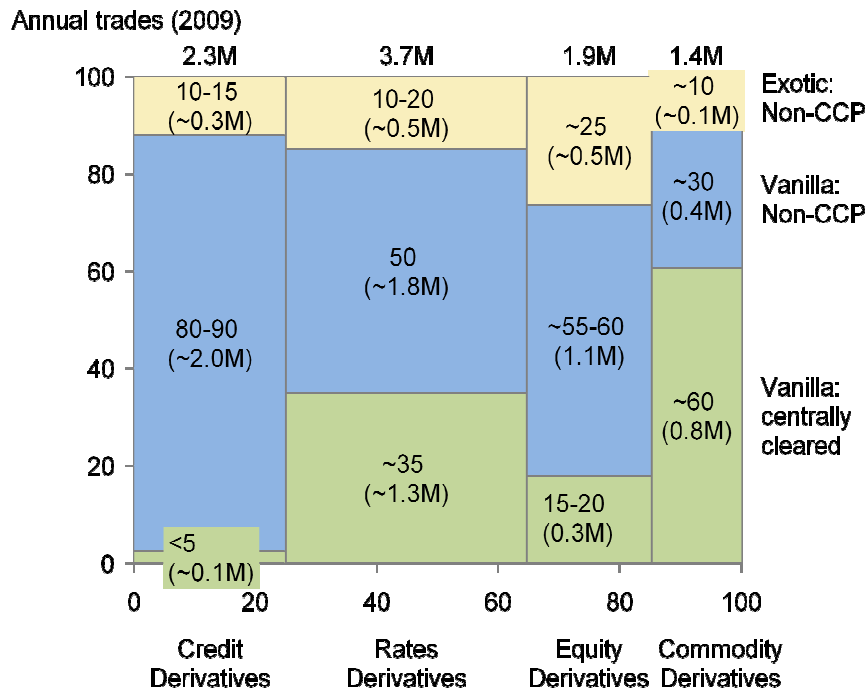 Annual trades (2009)
2.3M 3.7M 1.9M 1.4M
100
80
60
40
20
0
10-15
(~0.3M)
80-90
(~2.0M)
<5
(~0.1M)
10-20
(~0.5M)
50
(~1.8M)
~35
(~1.3M)
~25
(~0.5M)
~55-60
(1.1M)
15-20
(0.3M)
~10
(~0.1M)
~30
(0.4M)
~60
(0.8M)
Exotic:
Non-CCP
Vanilla:
Non-CCP
Vanilla:
centrally
cleared
0 20 40 60 80 100
Credit
Derivatives
Rates
Derivatives
Equity
Derivatives
Commodity
Derivatives